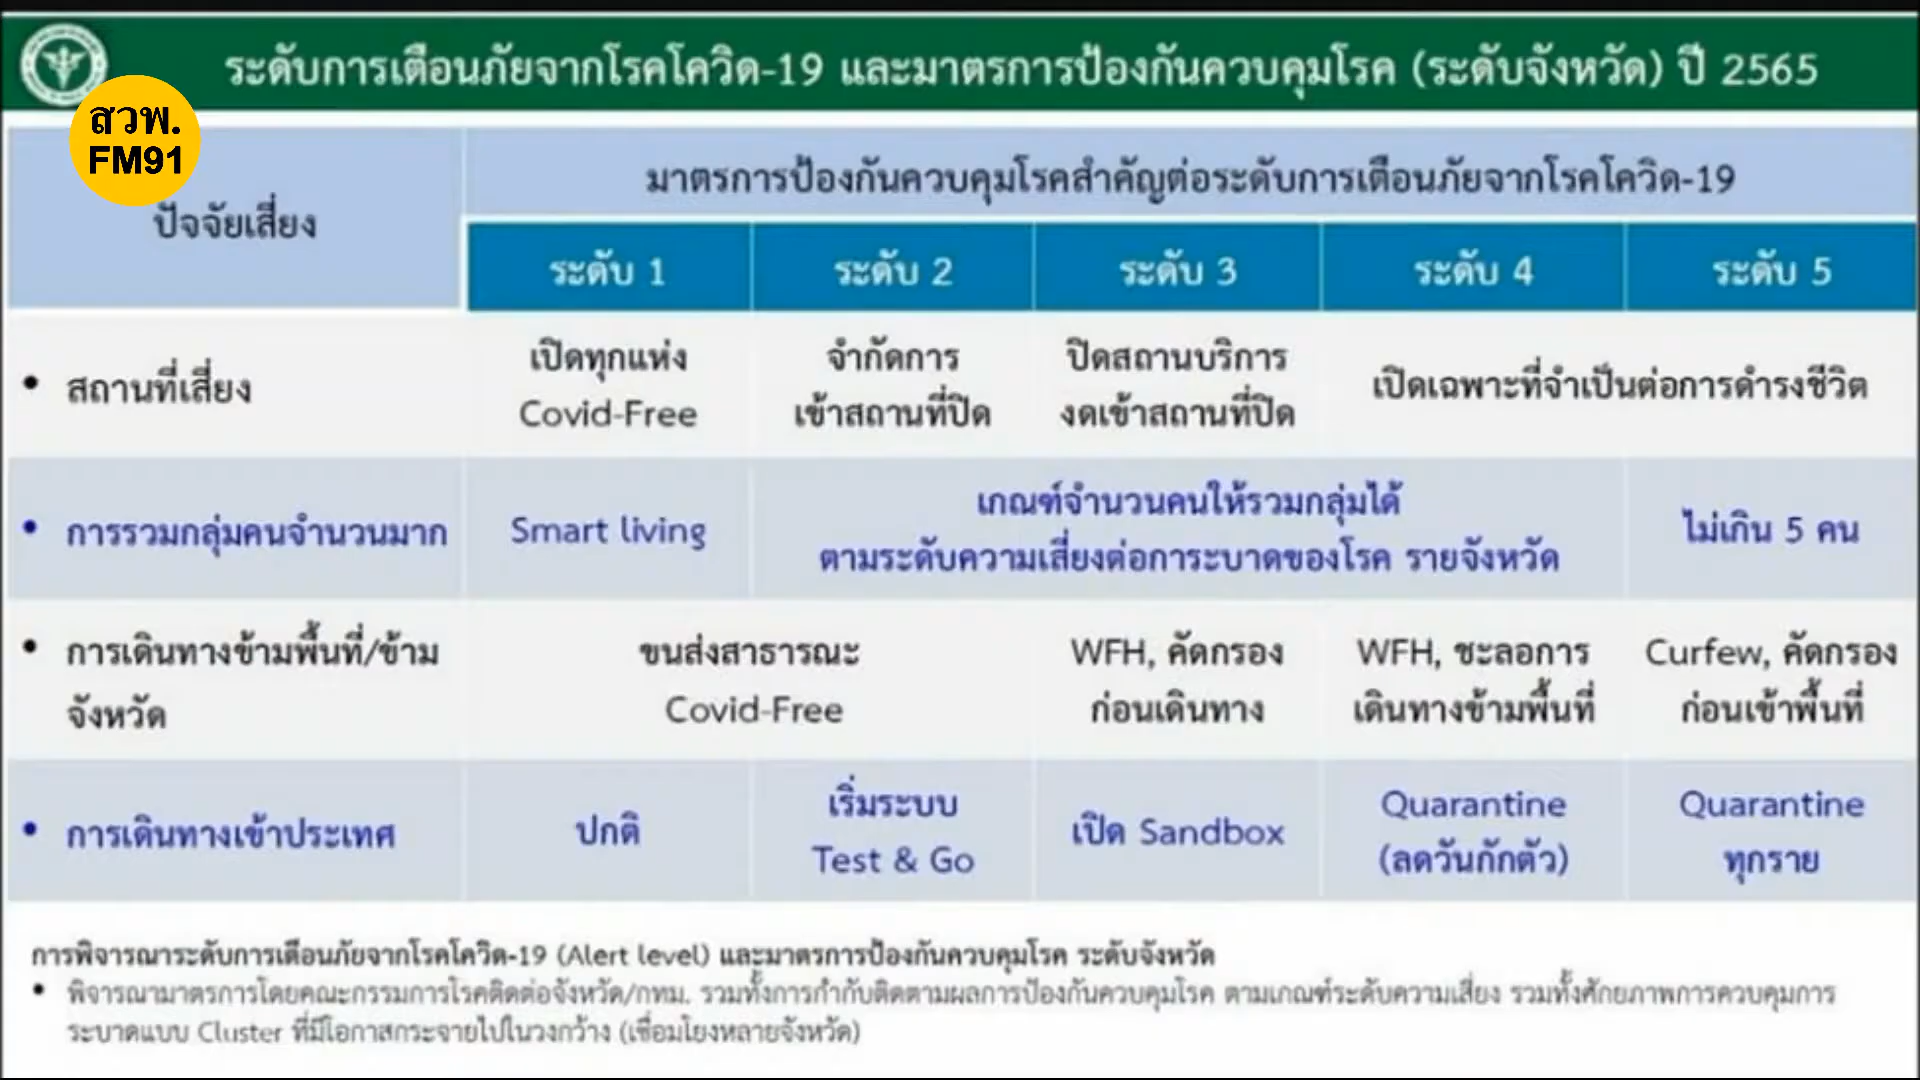 ระดับการเตือนภัยจากโรคโควิด-19 และมาตรการป้องกันควบคุมโรค (ระดับจังหวัด) ปี 2565
สวพ.
FM91
ปัจจัยเสี่ยง
มาตรการป้องกันควบคุมโรคสำคัญต่อระดับการเตือนภัยจากโรคโควิด-19
ระดับ 1
ระดับ 2
ระดับ 3
ระดับ 4
ระดับ 5
• สถานที่เสี่ยง
เปิดทุกแห่ง
Covid-Free
จำกัดการ
เข้าสถานที่ปิด
ปิดสถานบริการ
งดเข้าสถานที่ปิด
เปิดเฉพาะที่จำเป็นต่อการดำรงชีวิต
• การรวมกลุ่มคนจำนวนมาก
Smart living
เกณฑ์จำนวนคนให้รวมกลุ่มได้
ตามระดับความเสี่ยงต่อการะบาดของโรค รายจังหวัด
ไม่เกิน 5 คน
• การเดินทางข้ามพื้นที่/ข้าม
จังหวัด
ขนส่งสาธารณะ
Covid-Free
WFH, คัดกรอง
ก่อนเดินทาง
WFH, ชะลอการ
เดินทางข้ามพื้นที่
Curfew, คัดกรอง
ก่อนเข้าพื้นที่
• การเดินทางเข้าประเทศ
ปกติ
เริ่มระบบ
Test & Go
เปิด Sandbox
Quarantine
(ลดวันกักตัว)
Quarantine
ทุกราย
การพิจารณาระดับการเตือนภัยจากโรคโควิด-19 (Alert level) และมาตรการป้องกันควบคุมโรค ระดับจังหวัด
• พิจารณามาตรการโดยคณะกรรมการโรคติดต่อจังหวัด/กทม. รวมทั้งการกำกับติดตามผลการป้องกันควบคุมโรค ตามเกณฑ์ระดับความเสี่ยง รวมทั้งศักยภาพการควบคุมการ
ระบาดแบบ Cluster ที่มีโอกาสกระจายไปในวงกว้าง (เชื่อมโยงหลายจังหวัด)